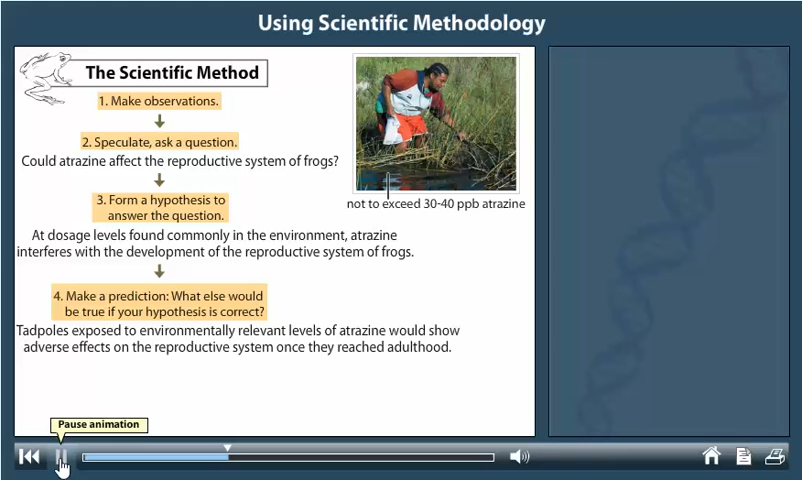 Using Scientific Methodology
The Scientific Method
1. Make observations.
2. Speculate, ask a question.
Could atrazine affect the reproductive system of frogs?
3. Form a hypothesis to
answer the question.
not to exceed 30-40 ppb atrazine
At dosage levels found commonly in the environment, atrazine
interferes with the development of the reproductive system of frogs.
4. Make a prediction: What else would
be true if your hypothesis is correct?
Tadpoles exposed to environmentally relevant levels of atrazine would show
adverse effects on the reproductive system once they reached adulthood.
Pause animation